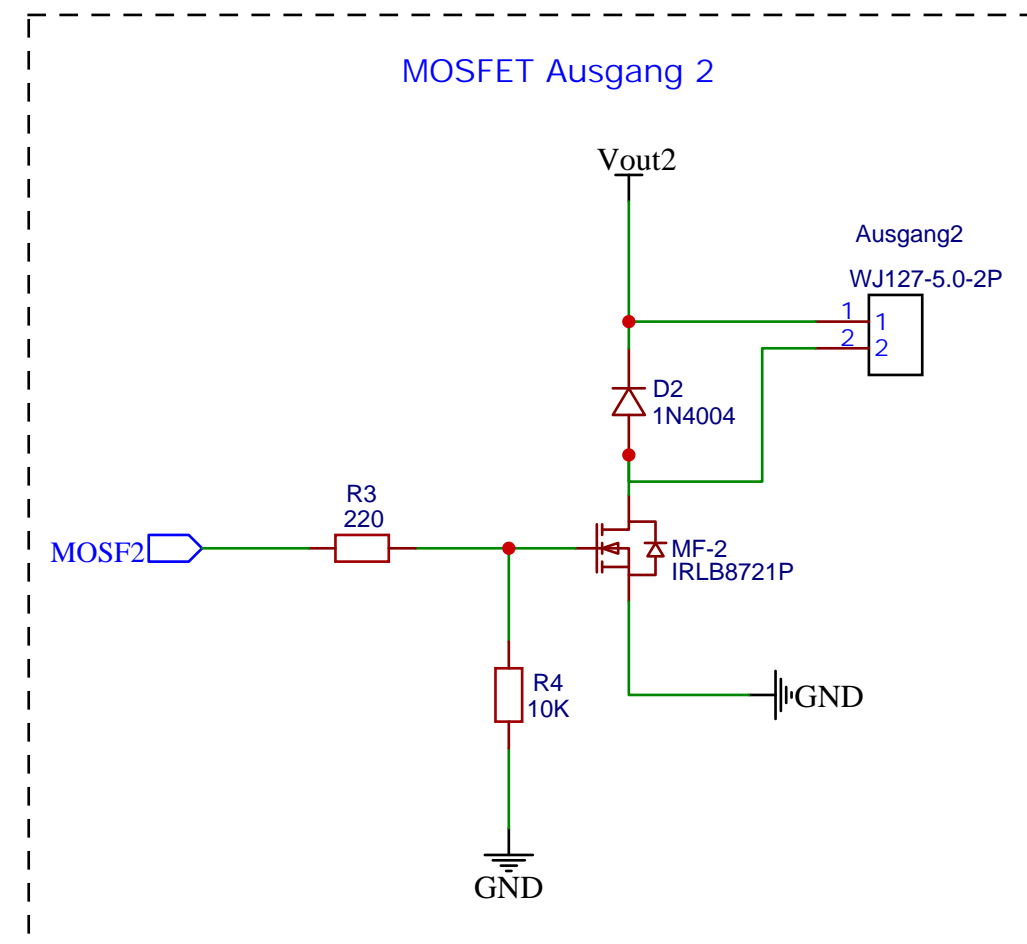 MOSFET Ausgang 2
Vout2
Ausgang2
WJ127-5.0-2P
1
1
2
2
D2
1N4004
R3
220
MOSF2
MF-2
IRLB8721P
R4
10K
GND
GND